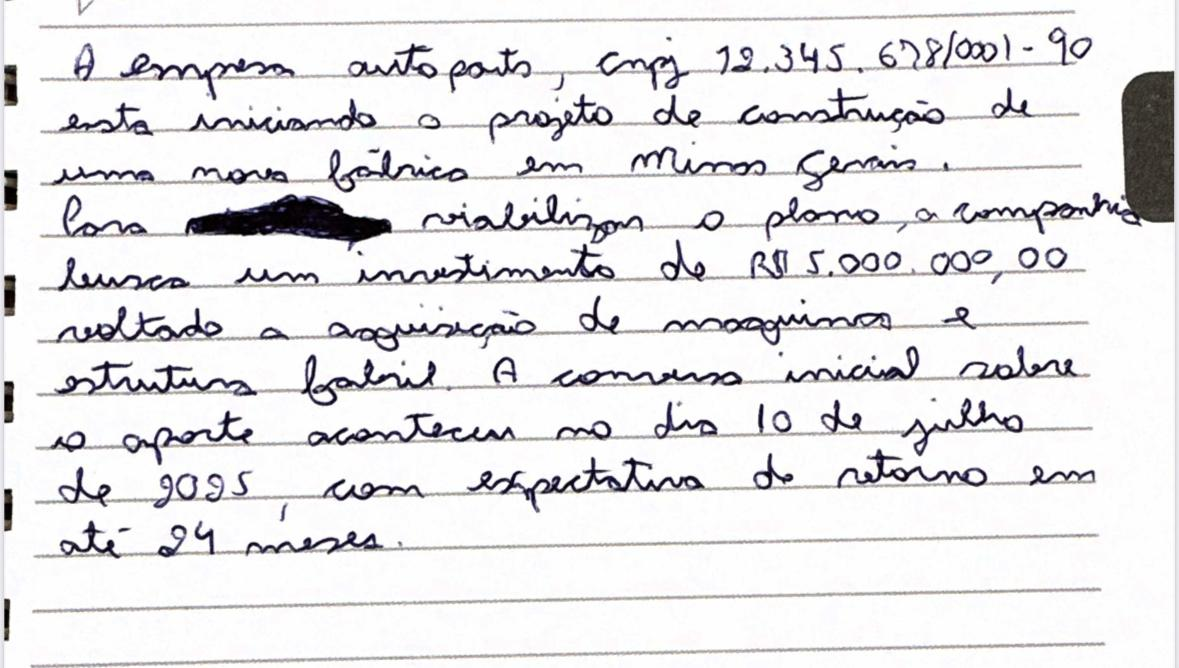 A empresa autoparts, cnpj 12.345.678/0001-90
esta iniciando o projeto de construção de
uma nova fábrica em Minas Gerais.
Para viabilizar o plano, a companhia
busca um investimento de R$ 5.000.000,00
voltado a aquisição de maquinas e
estrutura fabril. A conversa inicial sobre
o aporte aconteceu no dia 10 de julho
de 2025, com expectativa de retorno em
até 24 meses.